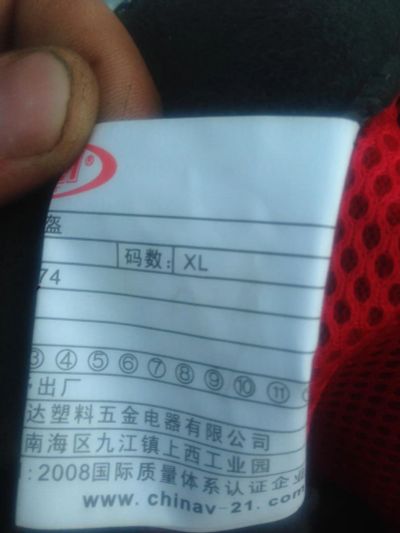 ®
盔
码数: XL
74
③ ④ ⑤ ⑥ ⑦ ⑧ ⑨ ⑩ ⑪
出厂
达塑料五金电器有限公司
南海区九江镇上西工业园
: 2008国际质量体系认证企业
www.chinav-21.com